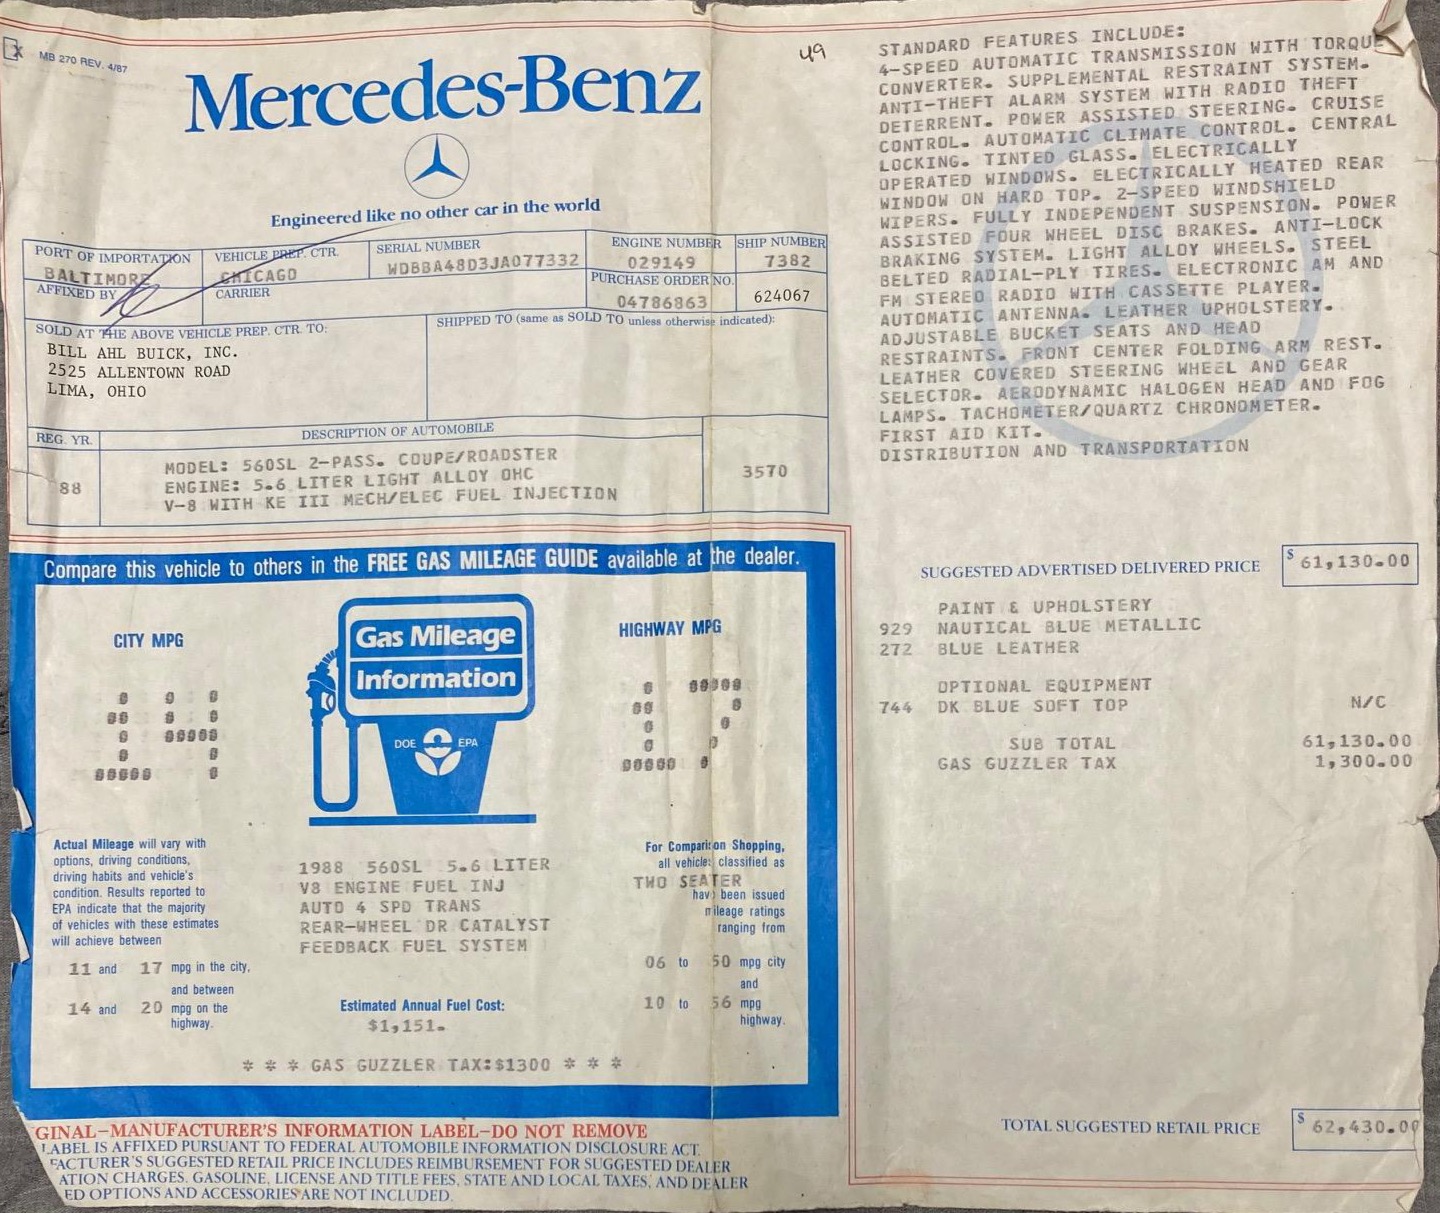 MB 270 REV. 4/87
Mercedes-Benz
Engineered like no other car in the world
49
PORT OF IMPORTATION
BALTIMORE
VEHICLE PREP. CTR.
CHICAGO
SERIAL NUMBER
WDBBA48D3JA077332
ENGINE NUMBER
029149
SHIP NUMBER
7382
AFFIXED BY
CARRIER
PURCHASE ORDER NO.
04786863
624067
SOLD AT THE ABOVE VEHICLE PREP. CTR. TO:
BILL AHL BUICK, INC.
2525 ALLENTOWN ROAD
LIMA, OHIO
SHIPPED TO (same as SOLD TO unless otherwise indicated):
REG. YR.
88
DESCRIPTION OF AUTOMOBILE
MODEL: 560SL 2-PASS. COUPE/ROADSTER
ENGINE: 5.6 LITER LIGHT ALLOY OHC
V-8 WITH KE III MECH/ELEC FUEL INJECTION
3570
Compare this vehicle to others in the FREE GAS MILEAGE GUIDE available at the dealer.
CITY MPG
14
Gas Mileage
Information
DOE EPA
HIGHWAY MPG
17
Actual Mileage will vary with
options, driving conditions,
driving habits and vehicle's
condition. Results reported to
EPA indicate that the majority
of vehicles with these estimates
will achieve between
11 and 17 mpg in the city,
and between
14 and 20 mpg on the
highway.
1988 560SL 5.6 LITER
V8 ENGINE FUEL INJ
AUTO 4 SPD TRANS
REAR-WHEEL DR CATALYST
FEEDBACK FUEL SYSTEM
Estimated Annual Fuel Cost:
$1,151.
For Comparison Shopping,
all vehicles classified as
TWO SEATER
have been issued
mileage ratings
ranging from
06 to 50 mpg city
and
10 to 56 mpg
highway.
* * * GAS GUZZLER TAX:$1300 * * *
GINAL-MANUFACTURER'S INFORMATION LABEL-DO NOT REMOVE
LABEL IS AFFIXED PURSUANT TO FEDERAL AUTOMOBILE INFORMATION DISCLOSURE ACT.
FACTURER'S SUGGESTED RETAIL PRICE INCLUDES REIMBURSEMENT FOR SUGGESTED DEALER
ATION CHARGES. GASOLINE, LICENSE AND TITLE FEES, STATE AND LOCAL TAXES, AND DEALER
ED OPTIONS AND ACCESSORIES ARE NOT INCLUDED.
STANDARD FEATURES INCLUDE:
4-SPEED AUTOMATIC TRANSMISSION WITH TORQUE
CONVERTER. SUPPLEMENTAL RESTRAINT SYSTEM.
ANTI-THEFT ALARM SYSTEM WITH RADIO THEFT
DETERRENT. POWER ASSISTED STEERING. CRUISE
CONTROL. AUTOMATIC CLIMATE CONTROL. CENTRAL
LOCKING. TINTED GLASS. ELECTRICALLY
OPERATED WINDOWS. ELECTRICALLY HEATED REAR
WINDOW ON HARD TOP. 2-SPEED WINDSHIELD
WIPERS. FULLY INDEPENDENT SUSPENSION. POWER
ASSISTED FOUR WHEEL DISC BRAKES. ANTI-LOCK
BRAKING SYSTEM. LIGHT ALLOY WHEELS. STEEL
BELTED RADIAL-PLY TIRES. ELECTRONIC AM AND
FM STEREO RADIO WITH CASSETTE PLAYER.
AUTOMATIC ANTENNA. LEATHER UPHOLSTERY.
ADJUSTABLE BUCKET SEATS AND HEAD
RESTRAINTS. FRONT CENTER FOLDING ARM REST.
LEATHER COVERED STEERING WHEEL AND GEAR
SELECTOR. AERODYNAMIC HALOGEN HEAD AND FOG
LAMPS. TACHOMETER/QUARTZ CHRONOMETER.
FIRST AID KIT.
DISTRIBUTION AND TRANSPORTATION
SUGGESTED ADVERTISED DELIVERED PRICE $ 61,130.00
PAINT & UPHOLSTERY
929 NAUTICAL BLUE METALLIC
272 BLUE LEATHER
OPTIONAL EQUIPMENT
744 DK BLUE SOFT TOP N/C
SUB TOTAL 61,130.00
GAS GUZZLER TAX 1,300.00
TOTAL SUGGESTED RETAIL PRICE $ 62,430.00